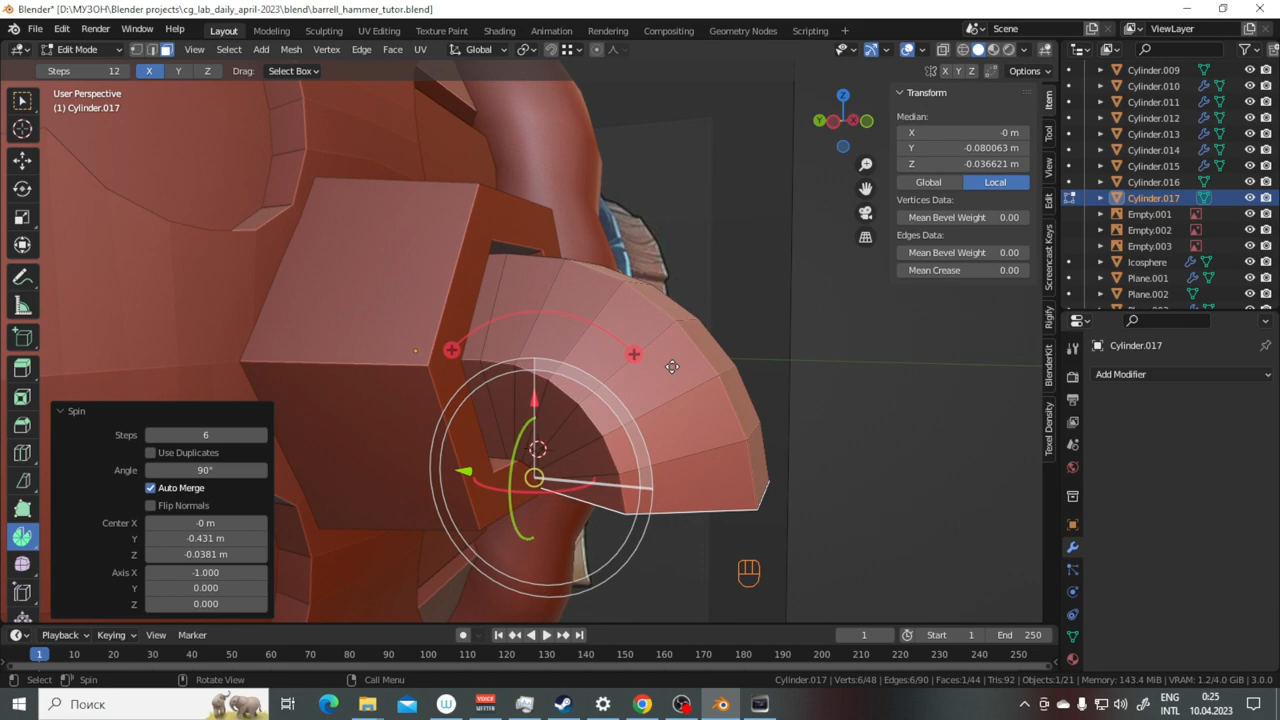 Blender* [D:\МУЗОН\Blender projects\cg_lab_daily_april-2023\blend\barrell_hammer_tutor.blend]
File Edit Render Window Help Layout Modeling Sculpting UV Editing Texture Paint Shading Animation Rendering Compositing Geometry Nodes Scripting + Scene ViewLayer
Edit Mode View Select Add Mesh Vertex Edge Face UV Global
Steps 12 X Y Z Drag: Select Box X Y Z Options
User Perspective
(1) Cylinder.017
Z
Y X
Transform
Median:
X -0 m
Y -0.080063 m
Z -0.036621 m
Global Local
Vertices Data:
Mean Bevel Weight 0.00
Edges Data:
Mean Bevel Weight 0.00
Mean Crease 0.00
Item
Tool
View
Edit
Screencast Keys
Rigify
BlenderKit
Texel Density
Cylinder.009
Cylinder.010
Cylinder.011
Cylinder.012
Cylinder.013
Cylinder.014
Cylinder.015
Cylinder.016
Cylinder.017
Empty.001
Empty.002
Empty.003
Icosphere
Plane.001
Plane.002
Cylinder.017
Add Modifier
Spin
Steps 6
Use Duplicates
Angle 90°
Auto Merge
Flip Normals
Center X -0 m
Y -0.431 m
Z -0.0381 m
Axis X -1.000
Y 0.000
Z 0.000
Playback Keying View Marker 1 Start 1 End 250
1 10 20 30 40 50 60 70 80 90 100 110 120 130 140 150 160 170 180 190 200 210 220 230 240 250
Select Spin Rotate View Call Menu Cylinder.017 | Verts:6/48 | Edges:6/90 | Faces:1/44 | Tris:92 | Objects:1/21 | Memory: 143.4 MiB | VRAM: 1.2/4.0 GiB | 3.0.0
Поиск ENG 0:25
INTL 10.04.2023